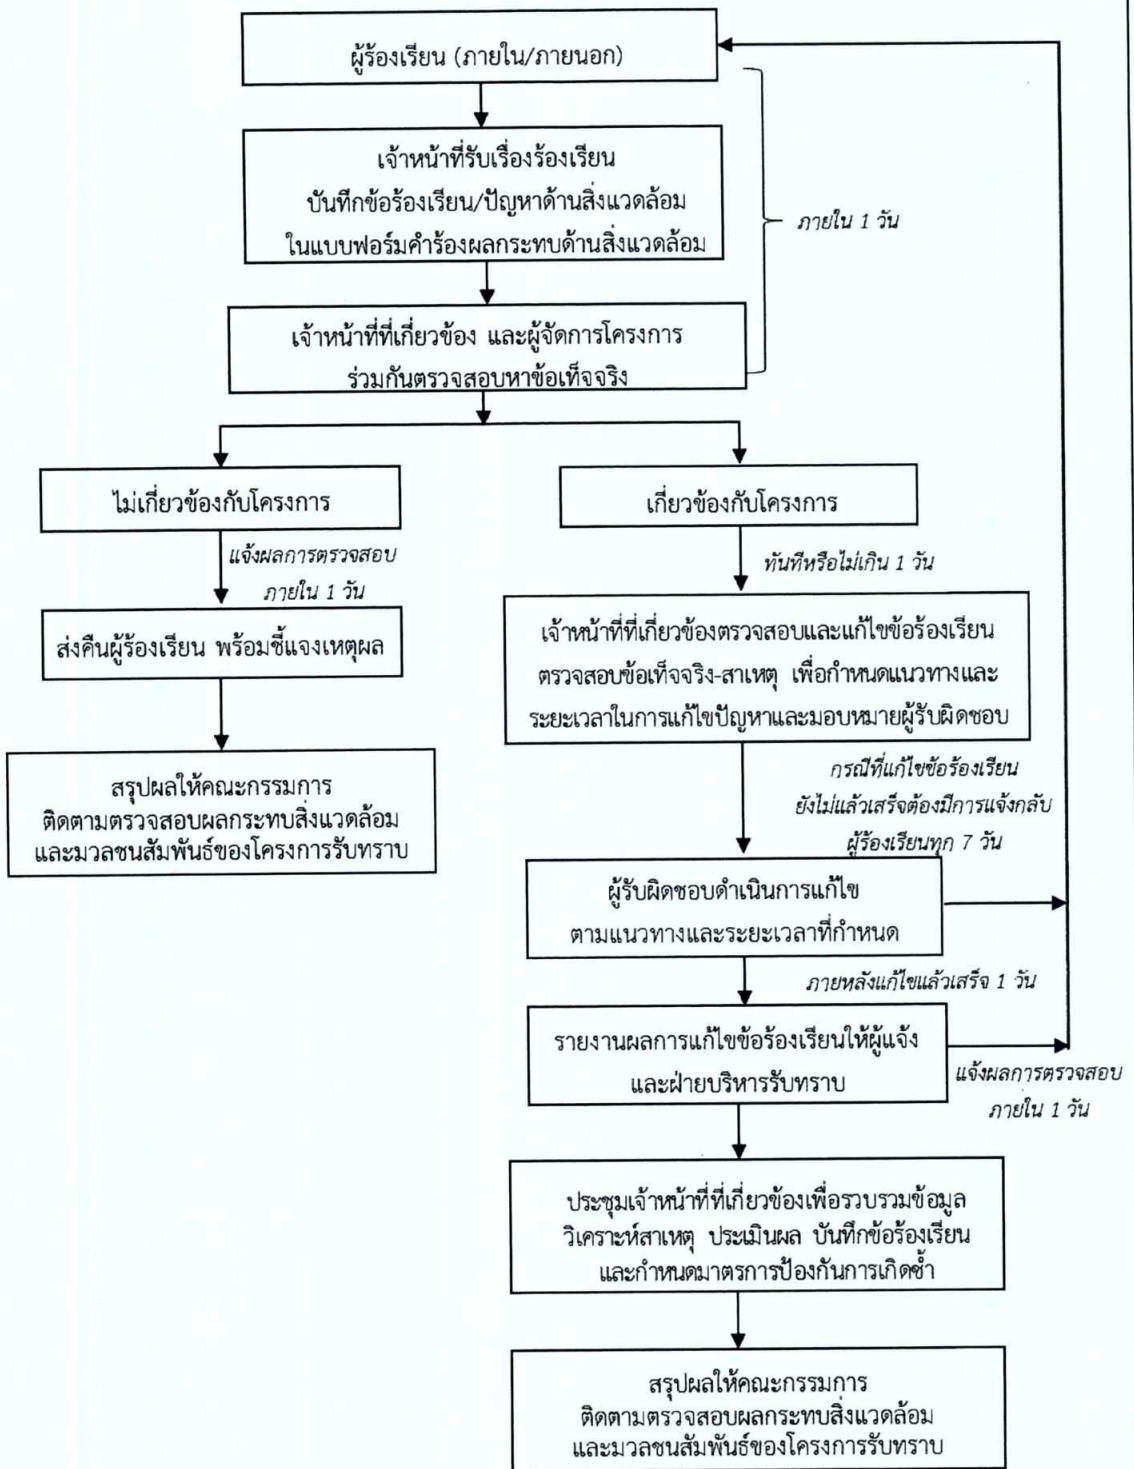 ผู้ร้องเรียน (ภายใน/ภายนอก)
เจ้าหน้าที่รับเรื่องร้องเรียน
บันทึกข้อร้องเรียน/ปัญหาด้านสิ่งแวดล้อม
ในแบบฟอร์มคำร้องผลกระทบด้านสิ่งแวดล้อม
ภายใน 1 วัน
เจ้าหน้าที่ที่เกี่ยวข้อง และผู้จัดการโครงการ
ร่วมกันตรวจสอบหาข้อเท็จจริง
ไม่เกี่ยวข้องกับโครงการ
แจ้งผลการตรวจสอบ
ภายใน 1 วัน
ส่งคืนผู้ร้องเรียน พร้อมชี้แจงเหตุผล
สรุปผลให้คณะกรรมการ
ติดตามตรวจสอบผลกระทบสิ่งแวดล้อม
และมวลชนสัมพันธ์ของโครงการรับทราบ
เกี่ยวข้องกับโครงการ
ทันทีหรือไม่เกิน 1 วัน
เจ้าหน้าที่ที่เกี่ยวข้องตรวจสอบและแก้ไขข้อร้องเรียน
ตรวจสอบข้อเท็จจริง-สาเหตุ เพื่อกำหนดแนวทางและ
ระยะเวลาในการแก้ไขปัญหาและมอบหมายผู้รับผิดชอบ
กรณีที่แก้ไขข้อร้องเรียน
ยังไม่แล้วเสร็จต้องมีการแจ้งกลับ
ผู้ร้องเรียนทุก 7 วัน
ผู้รับผิดชอบดำเนินการแก้ไข
ตามแนวทางและระยะเวลาที่กำหนด
ภายหลังแก้ไขแล้วเสร็จ 1 วัน
รายงานผลการแก้ไขข้อร้องเรียนให้ผู้แจ้ง
และฝ่ายบริหารรับทราบ
แจ้งผลการตรวจสอบ
ภายใน 1 วัน
ประชุมเจ้าหน้าที่ที่เกี่ยวข้องเพื่อรวบรวมข้อมูล
วิเคราะห์สาเหตุ ประเมินผล บันทึกข้อร้องเรียน
และกำหนดมาตรการป้องกันการเกิดซ้ำ
สรุปผลให้คณะกรรมการ
ติดตามตรวจสอบผลกระทบสิ่งแวดล้อม
และมวลชนสัมพันธ์ของโครงการรับทราบ